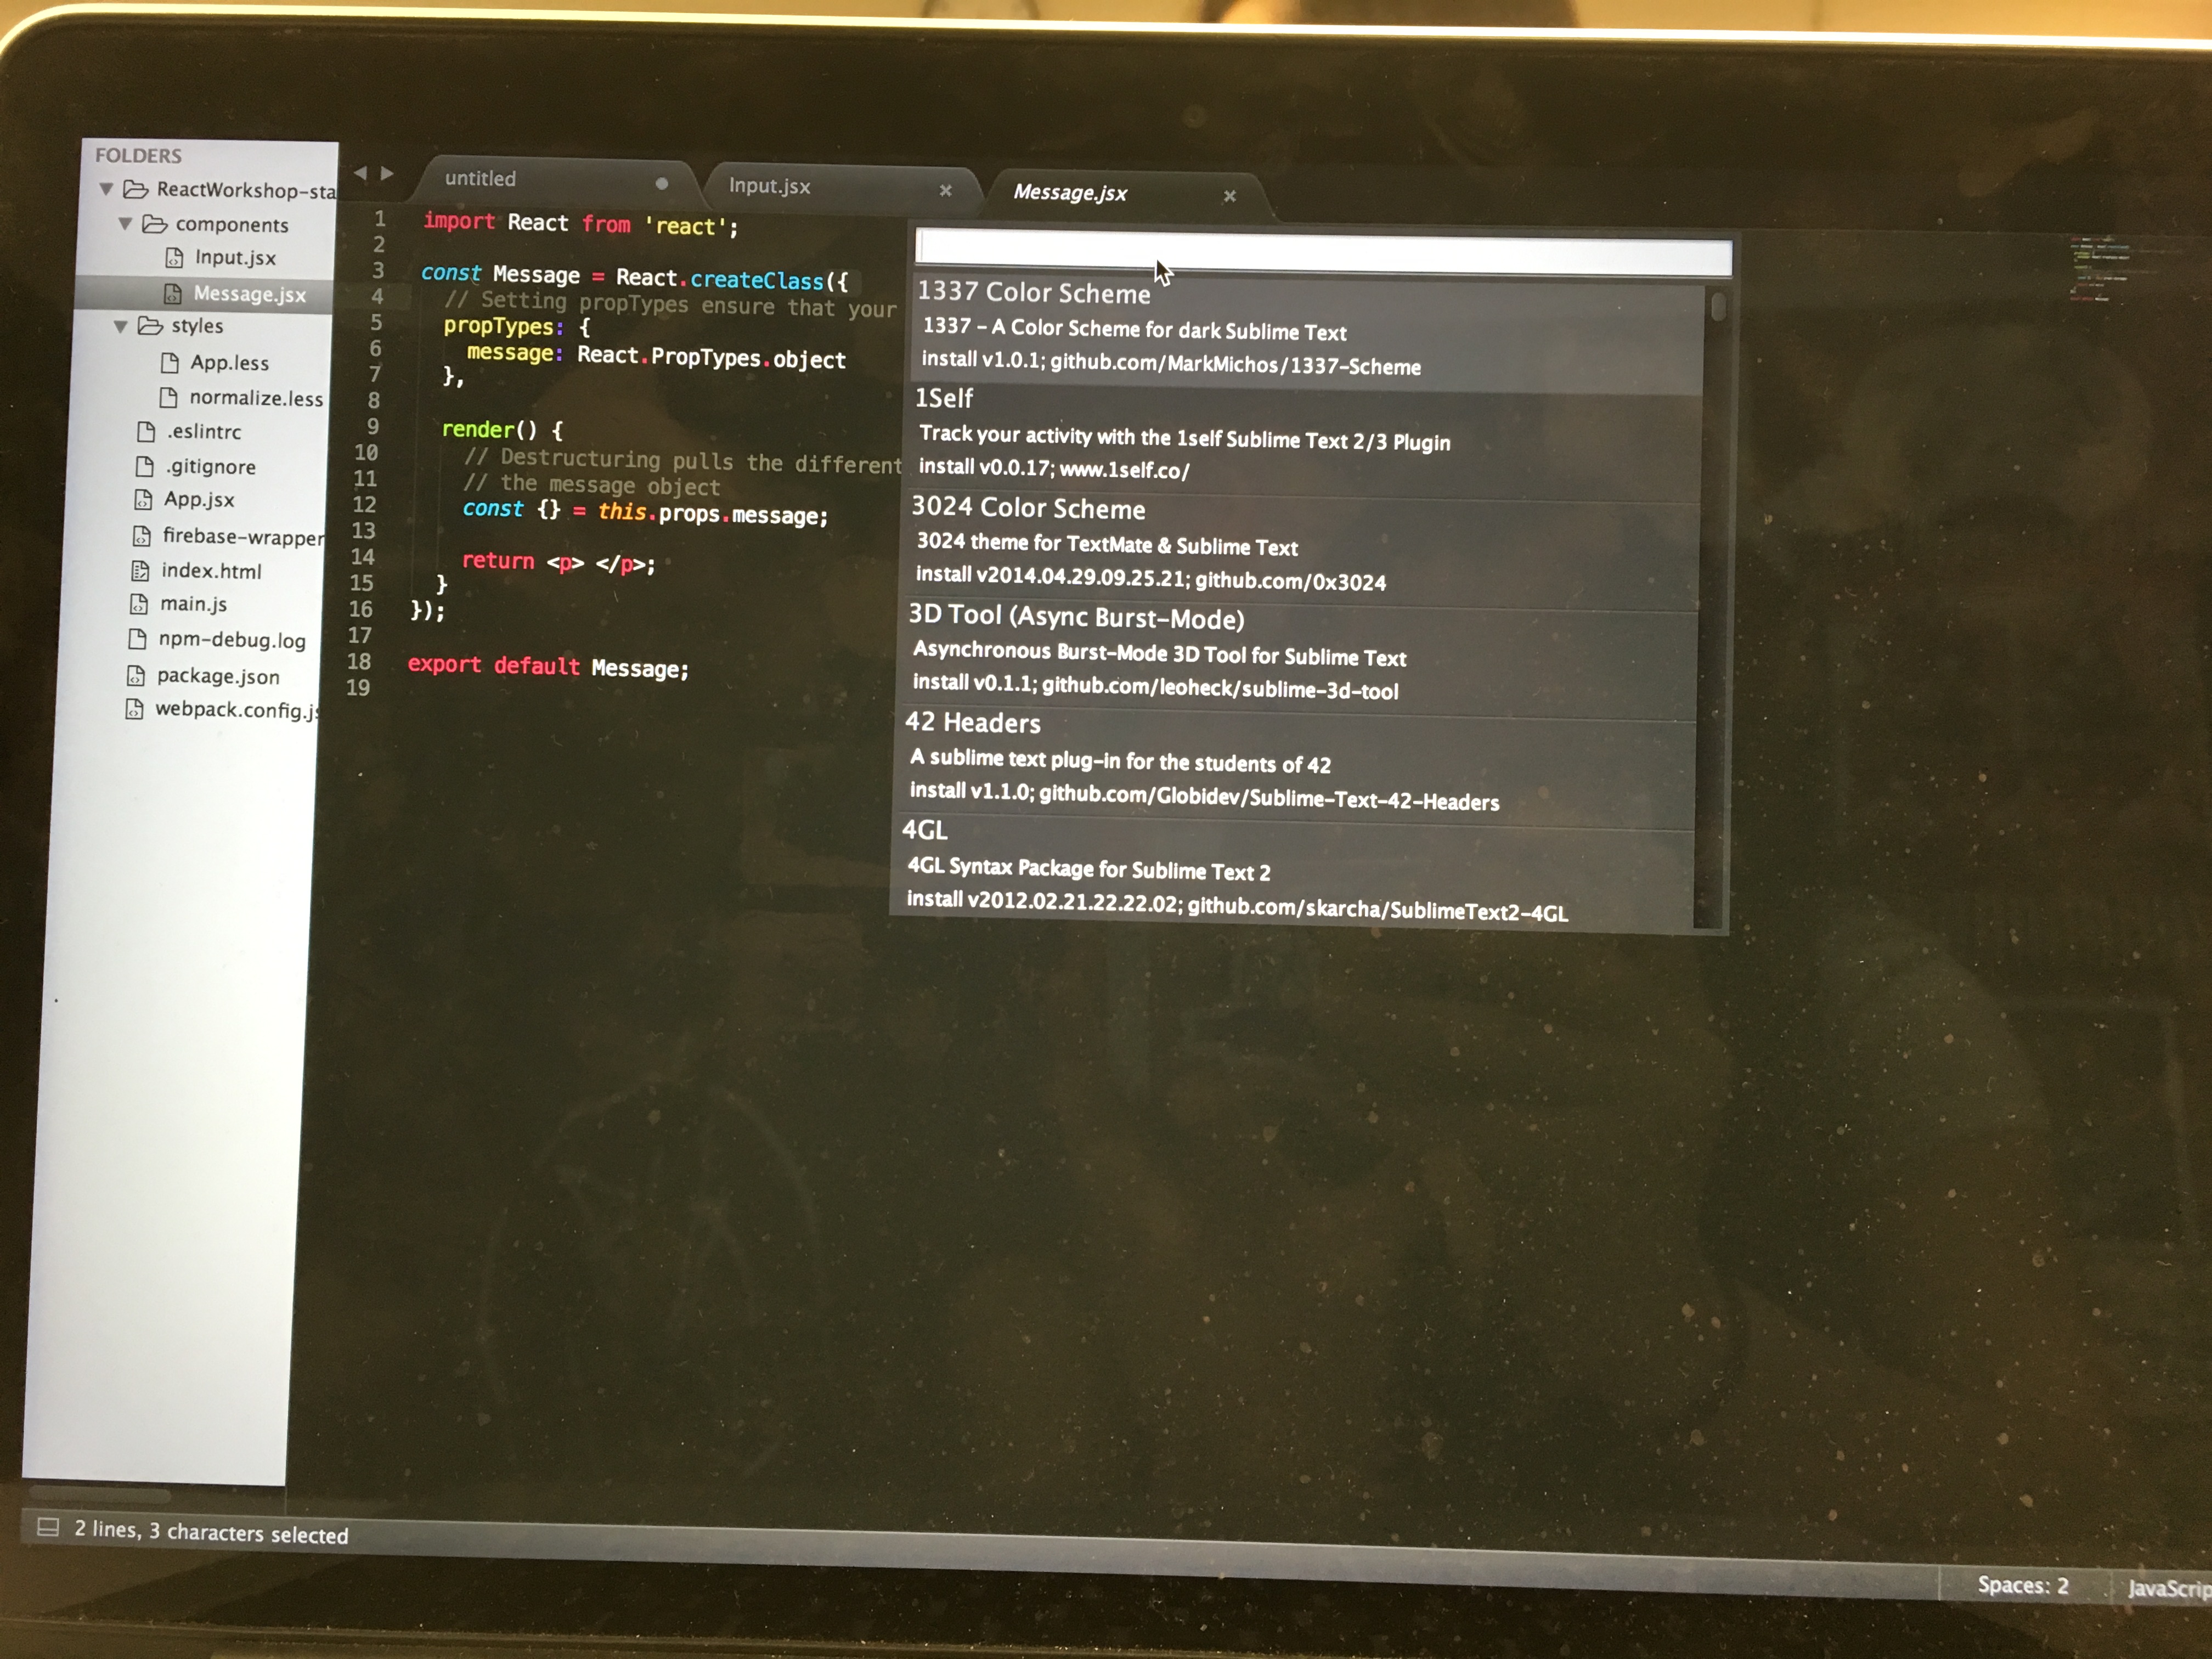 FOLDERS
ReactWorkshop-sta
components
Input.jsx
Message.jsx
styles
App.less
normalize.less
.eslintrc
.gitignore
App.jsx
firebase-wrapper
index.html
main.js
npm-debug.log
package.json
webpack.config.js
untitled
Input.jsx
Message.jsx
1 import React from 'react';
2
3 const Message = React.createClass({
4 // Setting propTypes ensure that your
5 propTypes: {
6 message: React.PropTypes.object
7 },
8
9 render() {
10 // Destructuring pulls the different
11 // the message object
12 const {} = this.props.message;
13
14 return <p> </p>;
15 }
16 });
17
18 export default Message;
19
1337 Color Scheme
1337 - A Color Scheme for dark Sublime Text
install v1.0.1; github.com/MarkMichos/1337-Scheme
1Self
Track your activity with the 1self Sublime Text 2/3 Plugin
install v0.0.17; www.1self.co/
3024 Color Scheme
3024 theme for TextMate & Sublime Text
install v2014.04.29.09.25.21; github.com/0x3024
3D Tool (Async Burst-Mode)
Asynchronous Burst-Mode 3D Tool for Sublime Text
install v0.1.1; github.com/leoheck/sublime-3d-tool
42 Headers
A sublime text plug-in for the students of 42
install v1.1.0; github.com/Globidev/Sublime-Text-42-Headers
4GL
4GL Syntax Package for Sublime Text 2
install v2012.02.21.22.22.02; github.com/skarcha/SublimeText2-4GL
2 lines, 3 characters selected
Spaces: 2
JavaScrip